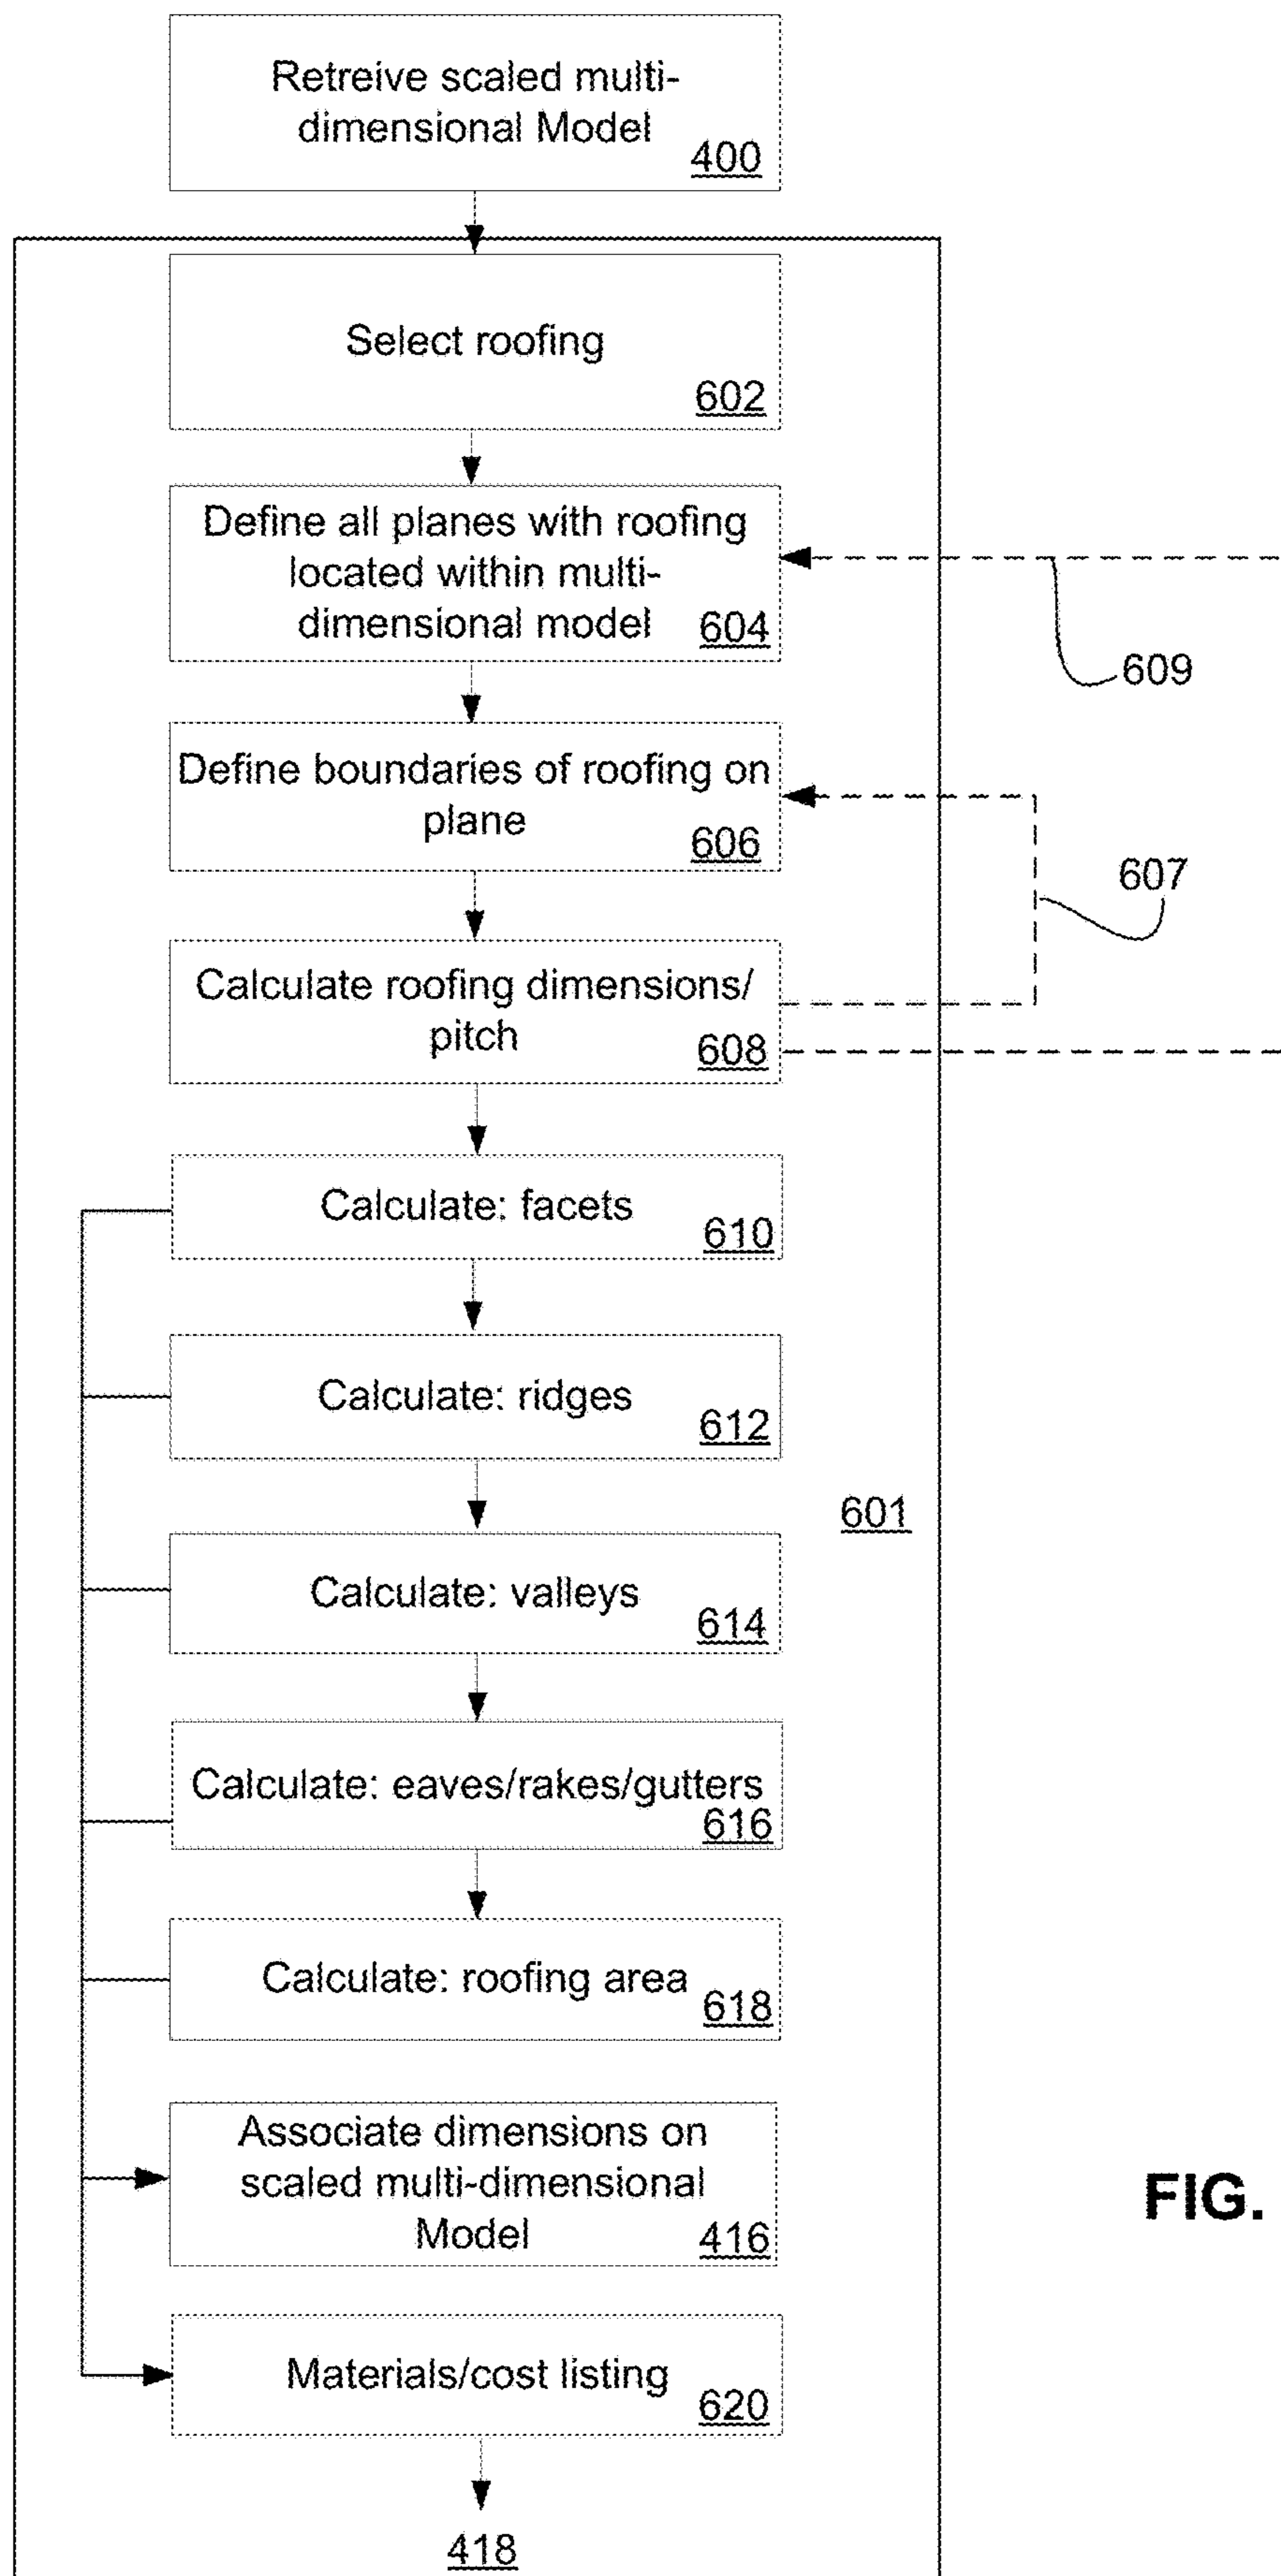 Retreive scaled multi-
dimensional Model
400
Select roofing
602
Define all planes with roofing
located within multi-
dimensional model
604
609
Define boundaries of roofing on
plane
606
607
Calculate roofing dimensions/
pitch
608
Calculate: facets
610
Calculate: ridges
612
601
Calculate: valleys
614
Calculate: eaves/rakes/gutters
616
Calculate: roofing area
618
Associate dimensions on
scaled multi-dimensional
Model
416
FIG.
Materials/cost listing
620
418